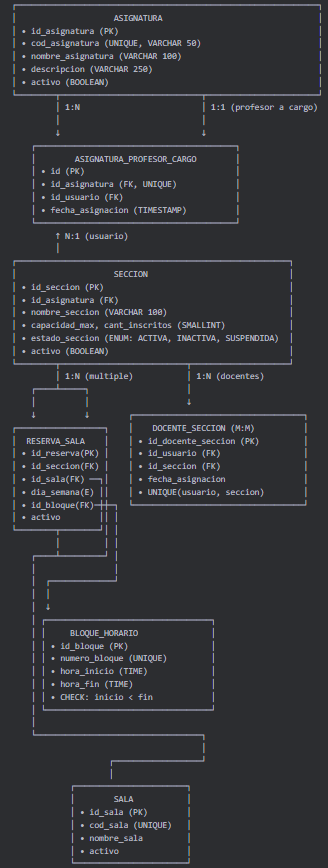 ASIGNATURA
• id_asignatura (PK)
• cod_asignatura (UNIQUE, VARCHAR 50)
• nombre_asignatura (VARCHAR 100)
• descripcion (VARCHAR 250)
• activo (BOOLEAN)
1:N
1:1 (profesor a cargo)
ASIGNATURA_PROFESOR_CARGO
• id (PK)
• id_asignatura (FK, UNIQUE)
• id_usuario (FK)
• fecha_asignacion (TIMESTAMP)
↑ N:1 (usuario)
SECCION
• id_seccion (PK)
• id_asignatura (FK)
• nombre_seccion (VARCHAR 100)
• capacidad_max, cant_inscritos (SMALLINT)
• estado_seccion (ENUM: ACTIVA, INACTIVA, SUSPENDIDA)
• activo (BOOLEAN)
1:N (multiple)
1:N (docentes)
RESERVA_SALA
• id_reserva(PK)
• id_seccion(FK)
• id_sala(FK)
• dia_semana(E)
• id_bloque(FK)
• activo
DOCENTE_SECCION (M:M)
• id_docente_seccion (PK)
• id_usuario (FK)
• id_seccion (FK)
• fecha_asignacion
• UNIQUE(usuario, seccion)
BLOQUE_HORARIO
• id_bloque (PK)
• numero_bloque (UNIQUE)
• hora_inicio (TIME)
• hora_fin (TIME)
• CHECK: inicio < fin
SALA
• id_sala (PK)
• cod_sala (UNIQUE)
• nombre_sala
• activo